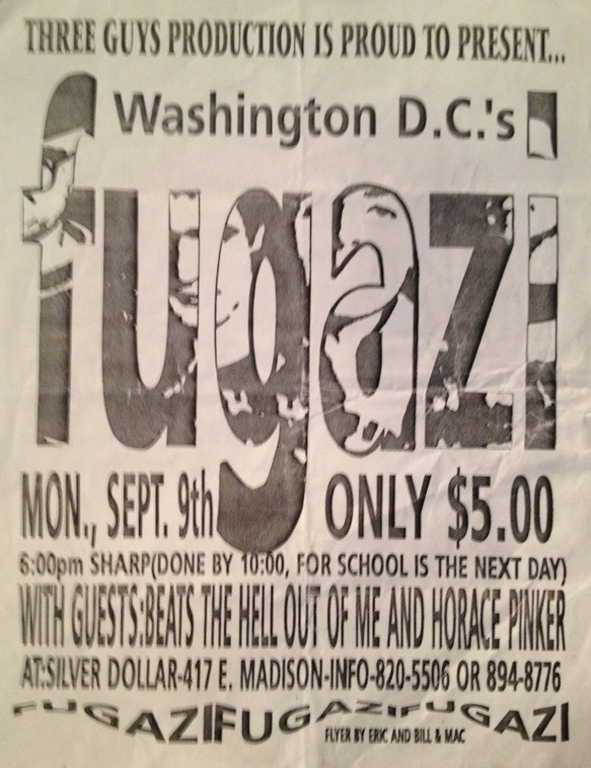 THREE GUYS PRODUCTION IS PROUD TO PRESENT...
Washington D.C.'s
fugazi
MON., SEPT. 9th ONLY $5.00
6:00pm SHARP(DONE BY 10:00, FOR SCHOOL IS THE NEXT DAY)
WITH GUESTS:BEATS THE HELL OUT OF ME AND HORACE PINKER
AT:SILVER DOLLAR-417 E. MADISON-INFO-820-5506 OR 894-8776
FUGAZIFUGAZIFUGAZI
FLYER BY ERIC AND BILL & MAC